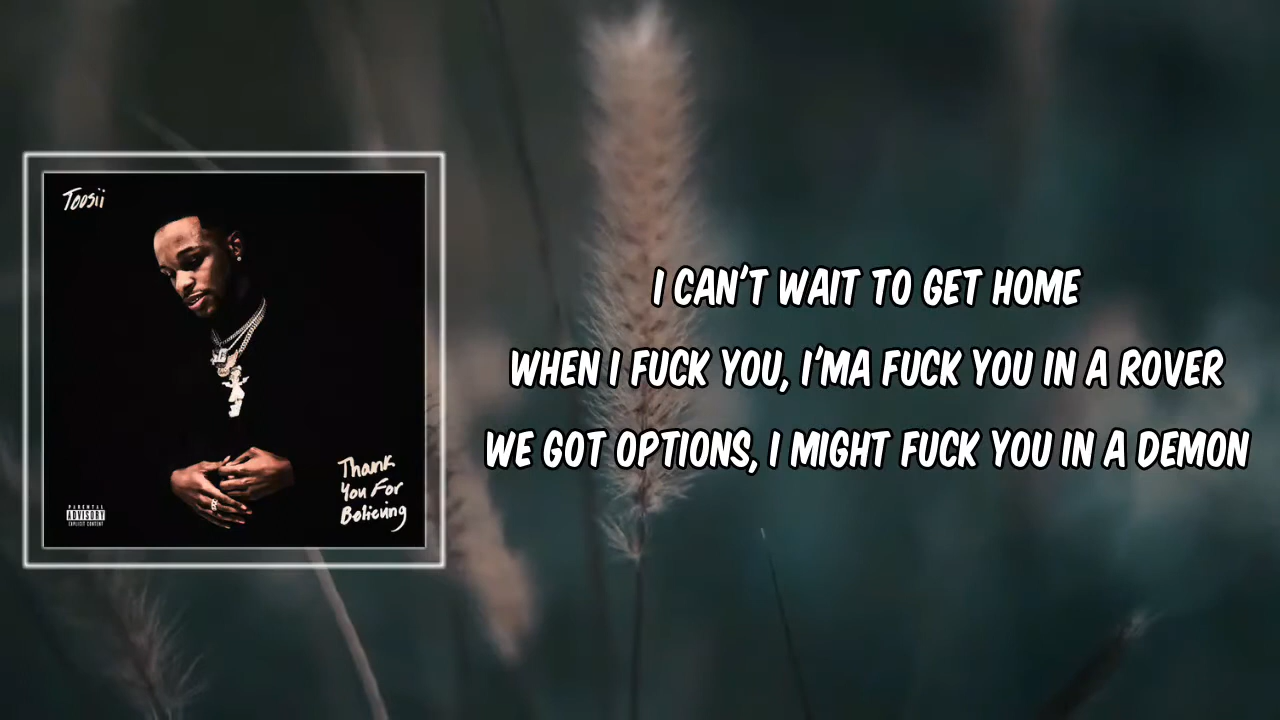 Toosii
I CAN'T WAIT TO GET HOME
WHEN I FUCK YOU, I'MA FUCK YOU IN A ROVER
WE GOT OPTIONS, I MIGHT FUCK YOU IN A DEMON
Thank
You For
Believing
PARENTAL
ADVISORY
EXPLICIT CONTENT